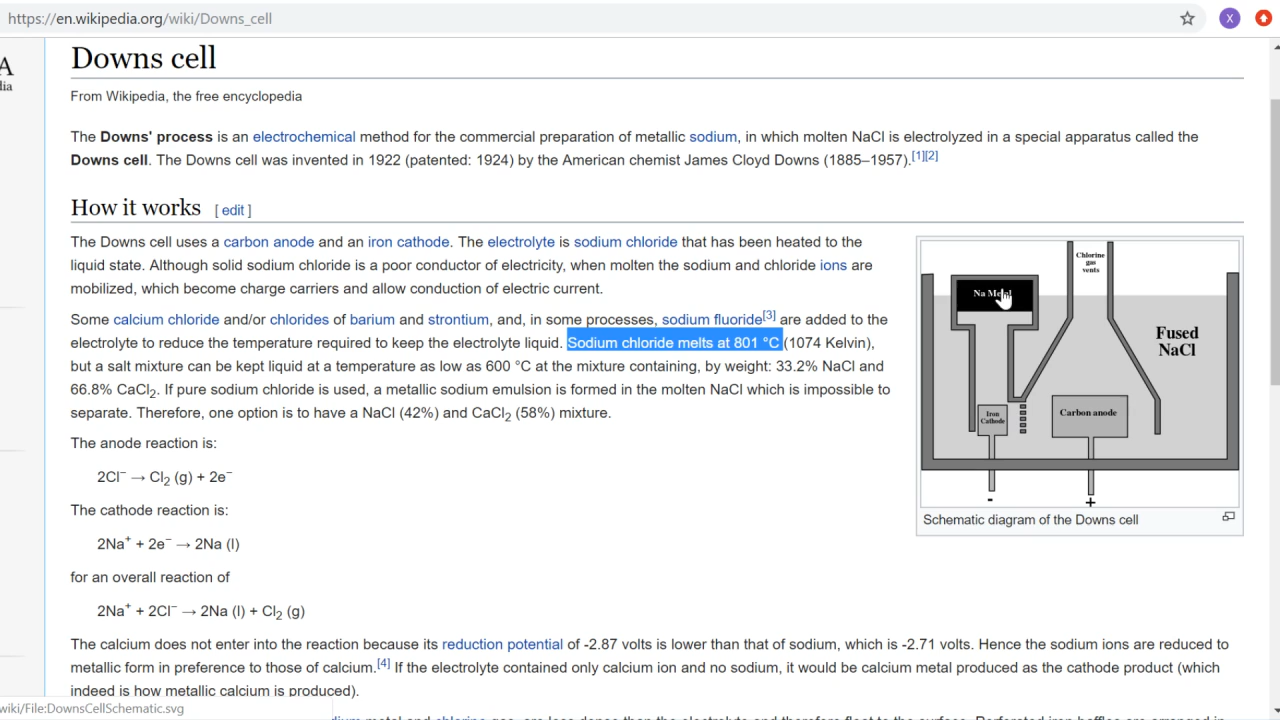 https://en.wikipedia.org/wiki/Downs_cell
X
A
dia
Downs cell
From Wikipedia, the free encyclopedia
The Downs' process is an electrochemical method for the commercial preparation of metallic sodium, in which molten NaCl is electrolyzed in a special apparatus called the
Downs cell. The Downs cell was invented in 1922 (patented: 1924) by the American chemist James Cloyd Downs (1885–1957).[1][2]
How it works [ edit ]
The Downs cell uses a carbon anode and an iron cathode. The electrolyte is sodium chloride that has been heated to the
liquid state. Although solid sodium chloride is a poor conductor of electricity, when molten the sodium and chloride ions are
mobilized, which become charge carriers and allow conduction of electric current.
Some calcium chloride and/or chlorides of barium and strontium, and, in some processes, sodium fluoride[3] are added to the
electrolyte to reduce the temperature required to keep the electrolyte liquid. Sodium chloride melts at 801 °C (1074 Kelvin),
but a salt mixture can be kept liquid at a temperature as low as 600 °C at the mixture containing, by weight: 33.2% NaCl and
66.8% CaCl₂. If pure sodium chloride is used, a metallic sodium emulsion is formed in the molten NaCl which is impossible to
separate. Therefore, one option is to have a NaCl (42%) and CaCl₂ (58%) mixture.
The anode reaction is:
2Cl⁻ → Cl₂ (g) + 2e⁻
The cathode reaction is:
2Na⁺ + 2e⁻ → 2Na (l)
for an overall reaction of
2Na⁺ + 2Cl⁻ → 2Na (l) + Cl₂ (g)
The calcium does not enter into the reaction because its reduction potential of -2.87 volts is lower than that of sodium, which is -2.71 volts. Hence the sodium ions are reduced to
metallic form in preference to those of calcium.[4] If the electrolyte contained only calcium ion and no sodium, it would be calcium metal produced as the cathode product (which
indeed is how metallic calcium is produced).
Chlorine
gas
vents
Na Metal
Fused
NaCl
Iron
Cathode
Carbon anode
-
+
Schematic diagram of the Downs cell
wiki/File:DownsCellSchematic.svg